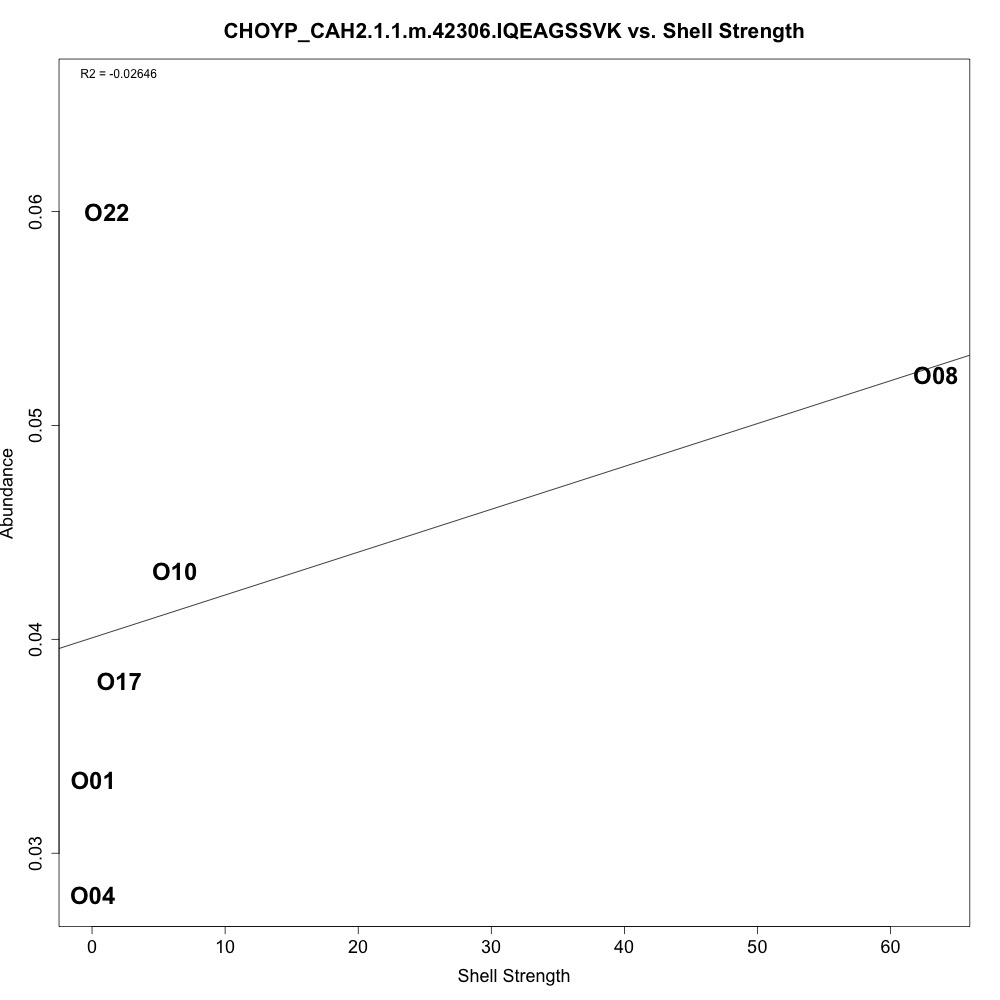 CHOYP_CAH2.1.1.m.42306.IQEAGSSVK vs. Shell Strength
R2 = -0.02646
0.06
O22
O08
0.05
Abundance
O10
0.04
O17
O01
0.03
O04
0 10 20 30 40 50 60
Shell Strength